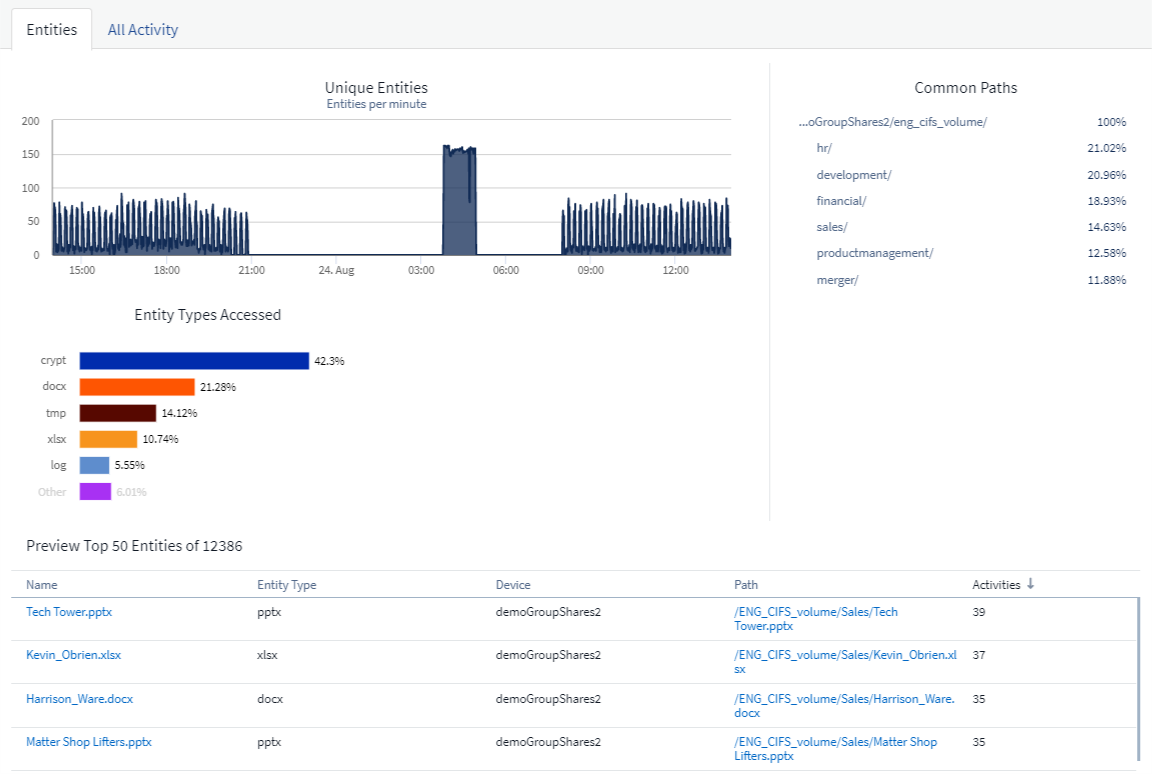 Entities
All Activity
Unique Entities
Entities per minute
200
150
100
50
0
15:00
18:00
21:00
24. Aug
03:00
06:00
09:00
12:00
Common Paths
...oGroupShares2/eng_cifs_volume/ 100%
hr/ 21.02%
development/ 20.96%
financial/ 18.93%
sales/ 14.63%
productmanagement/ 12.58%
merger/ 11.88%
Entity Types Accessed
crypt 42.3%
docx 21.28%
tmp 14.12%
xlsx 10.74%
log 5.55%
Other 6.01%
Preview Top 50 Entities of 12386
Name Entity Type Device Path Activities ↓
Tech Tower.pptx pptx demoGroupShares2 /ENG_CIFS_volume/Sales/Tech 39
Tower.pptx
Kevin_Obrien.xlsx xlsx demoGroupShares2 /ENG_CIFS_volume/Sales/Kevin_Obrien.xl 37
sx
Harrison_Ware.docx docx demoGroupShares2 /ENG_CIFS_volume/Sales/Harrison_Ware. 35
docx
Matter Shop Lifters.pptx pptx demoGroupShares2 /ENG_CIFS_volume/Sales/Matter Shop 35
Lifters.pptx